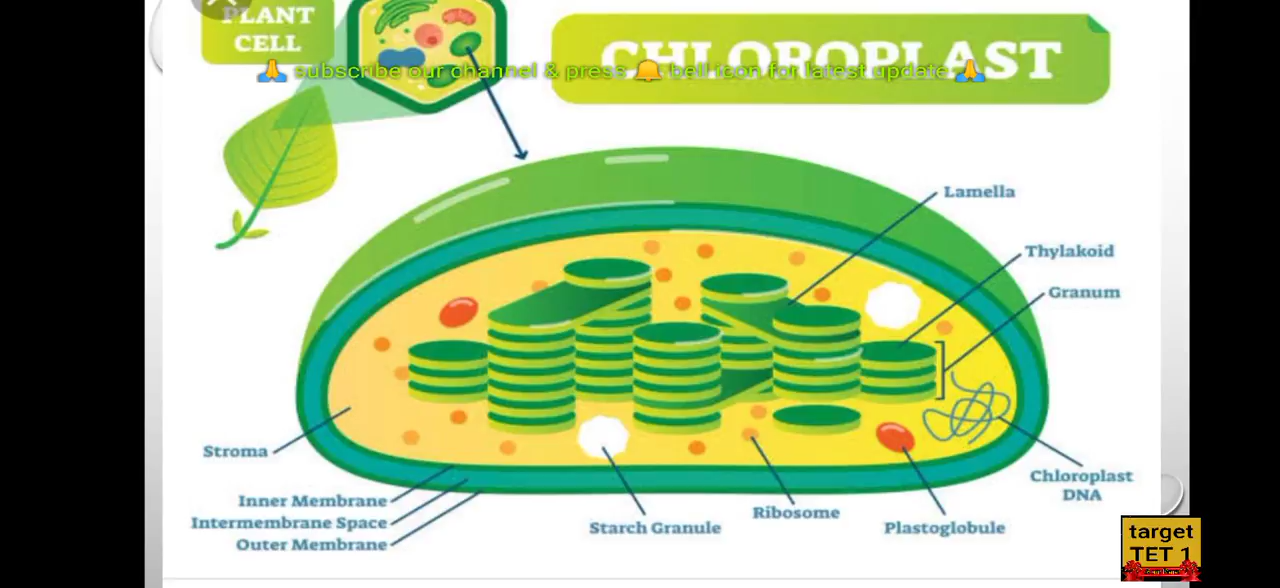 PLANT
CELL
CHLOROPLAST
🙏 subscribe our channel & press 🔔 bell icon for latest update 🙏
Lamella
Thylakoid
Granum
Stroma
Inner Membrane
Intermembrane Space
Outer Membrane
Starch Granule
Ribosome
Plastoglobule
Chloroplast
DNA
target
TET 1